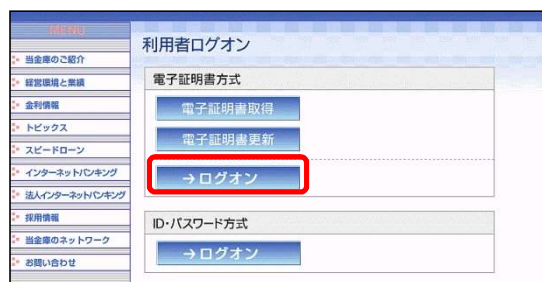 MENU
当金庫のご紹介
経営環境と業績
金利情報
トピックス
スピードローン
インターネットバンキング
法人インターネットバンキング
採用情報
当金庫のネットワーク
お問い合わせ
利用者ログオン
電子証明書方式
電子証明書取得
電子証明書更新
→ログオン
ID・パスワード方式
→ログオン